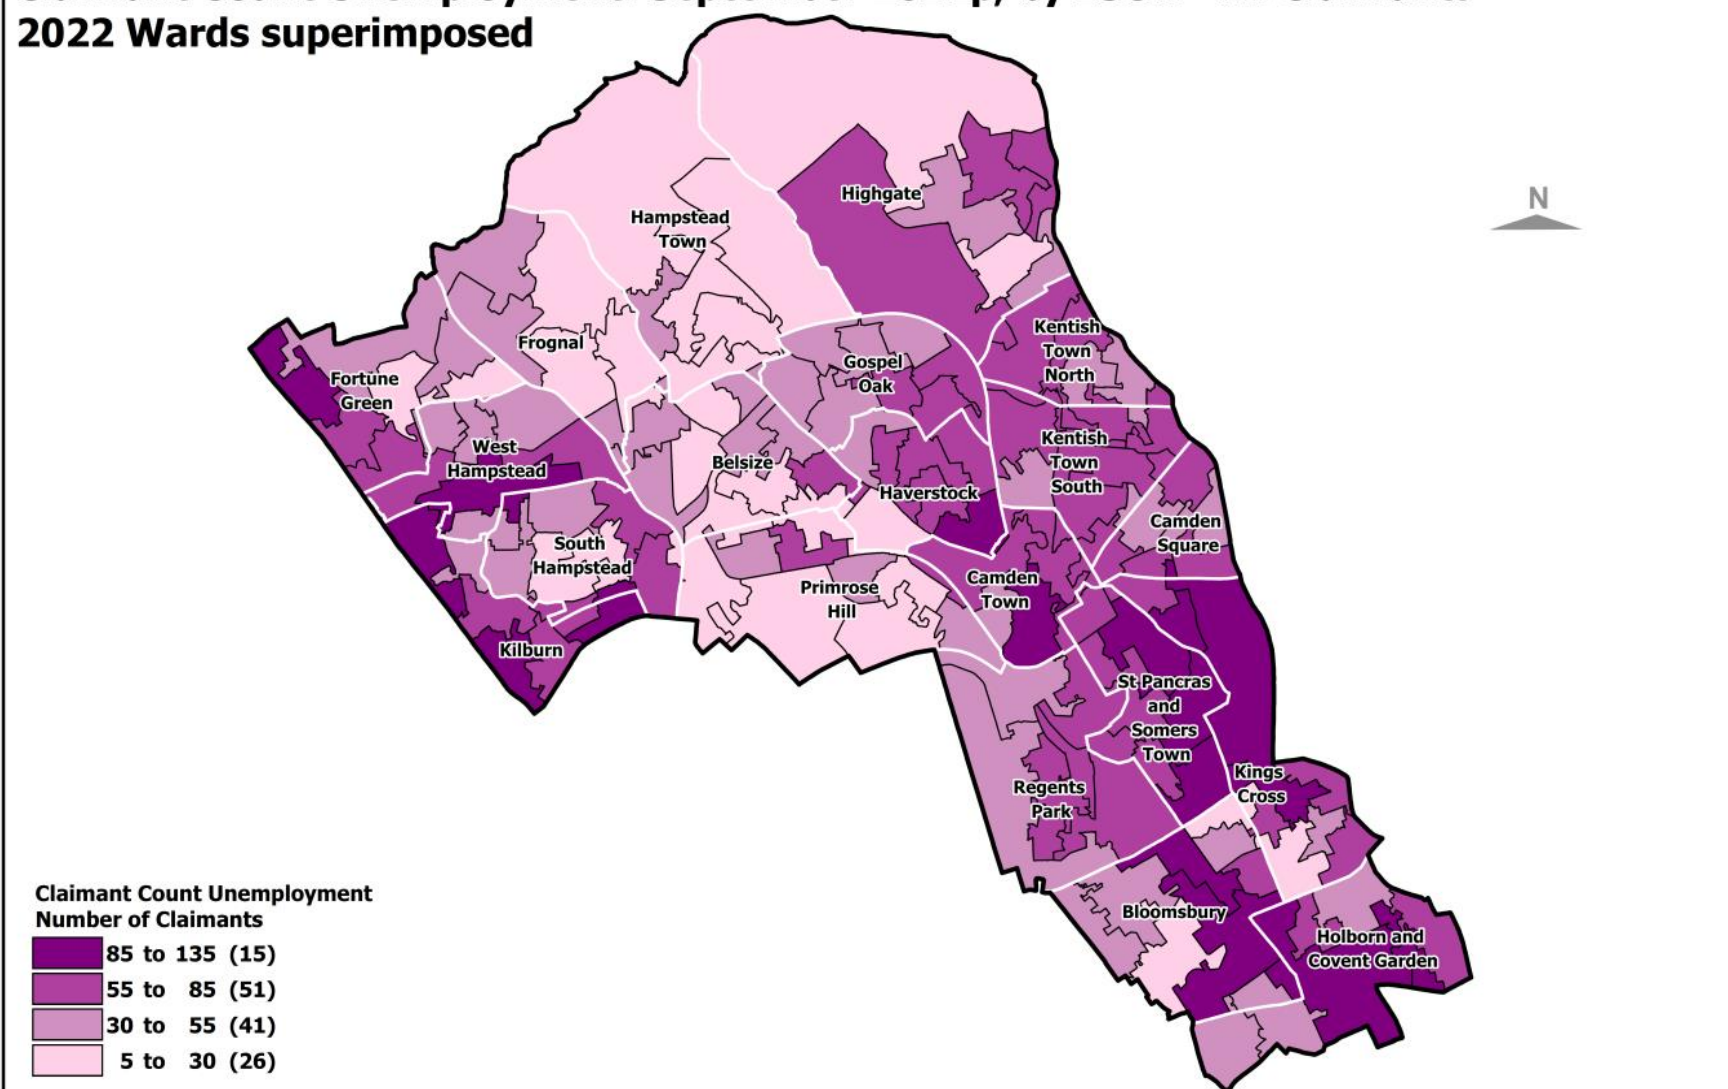 2022 Wards superimposed
N
Highgate
Hampstead
Town
Kentish
Town
North
Frognal
Gospel
Oak
Fortune
Green
West
Hampstead
Kentish
Town
South
Belsize
Haverstock
Camden
Square
South
Hampstead
Primrose
Hill
Camden
Town
Kilburn
St Pancras
and
Somers
Town
Kings
Cross
Regents
Park
Bloomsbury
Holborn and
Covent Garden
Claimant Count Unemployment
Number of Claimants
85 to 135 (15)
55 to 85 (51)
30 to 55 (41)
5 to 30 (26)